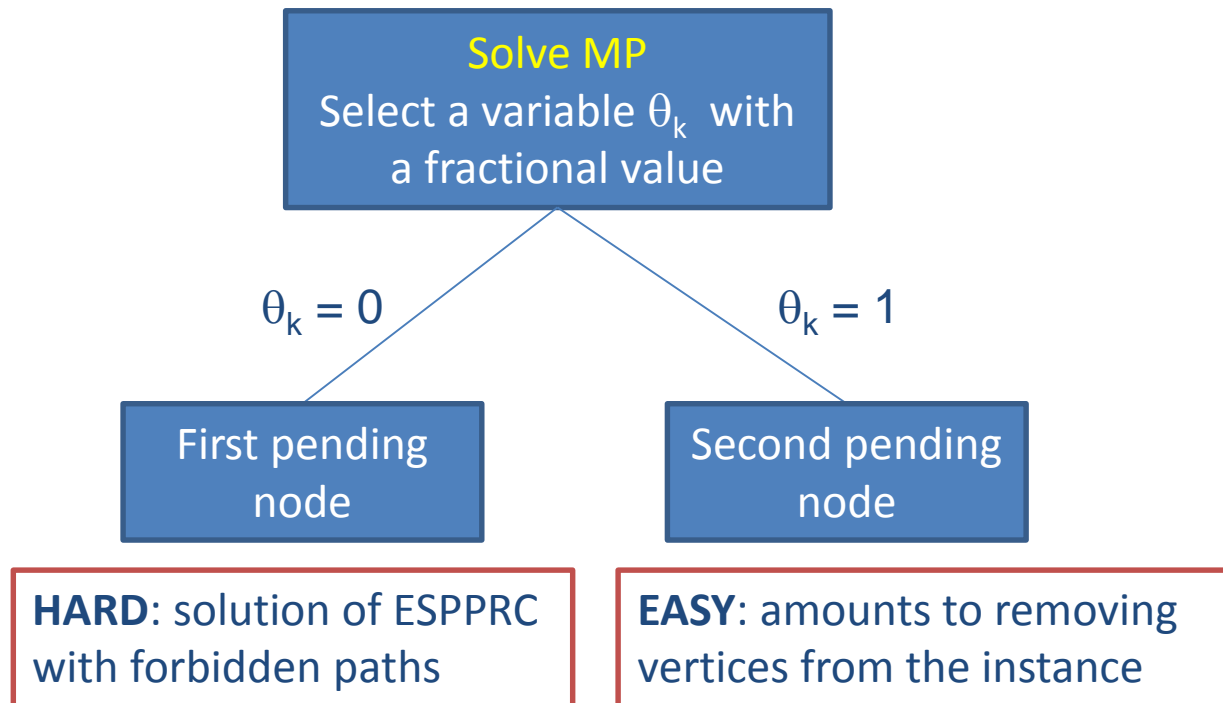 Solve MP
Select a variable θk with
a fractional value
θk = 0
θk = 1
First pending
node
Second pending
node
HARD: solution of ESPPRC
with forbidden paths
EASY: amounts to removing
vertices from the instance